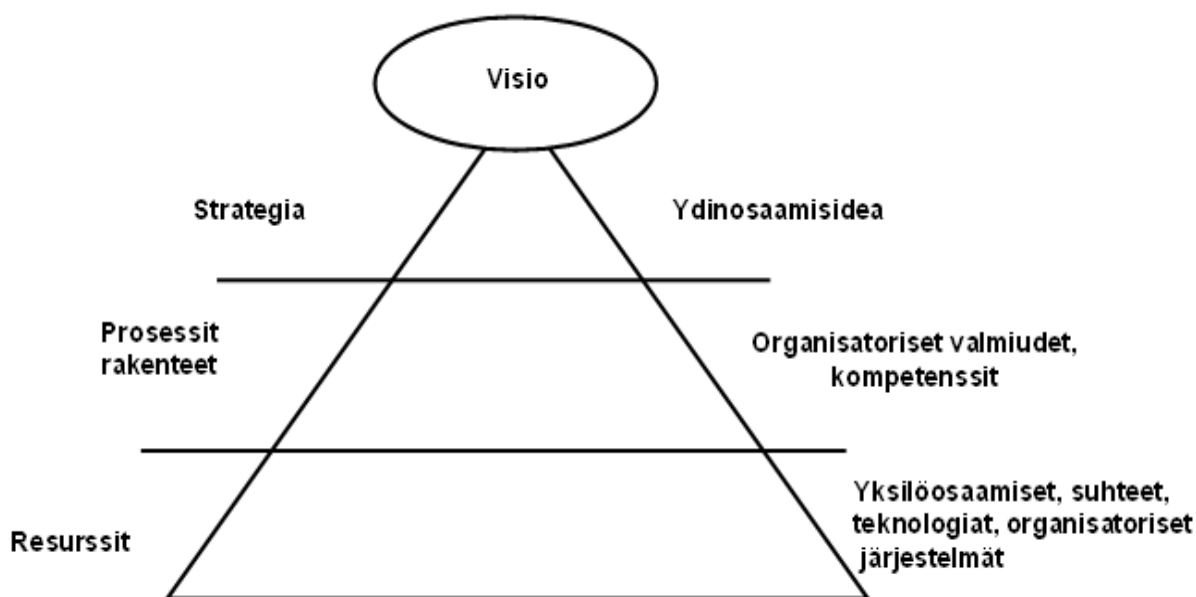 Visio
Strategia
Ydinosaamisidea
Prosessit
rakenteet
Organisatoriset valmiudet,
kompetenssit
Resurssit
Yksilöosaamiset, suhteet,
teknologiat, organisatoriset
järjestelmät